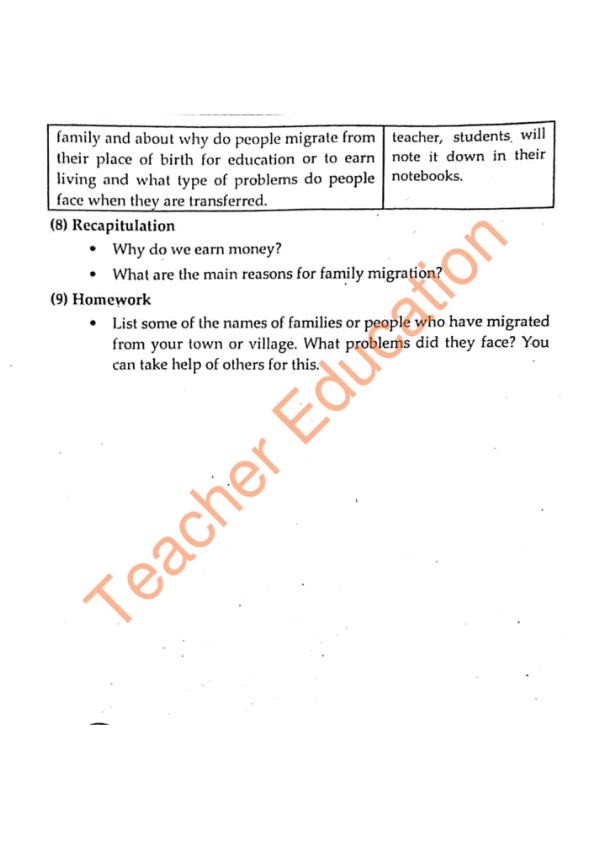 family and about why do people migrate from
their place of birth for education or to earn
living and what type of problems do people
face when they are transferred.
teacher, students will
note it down in their
notebooks.
(8) Recapitulation
• Why do we earn money?
• What are the main reasons for family migration?
(9) Homework
• List some of the names of families or people who have migrated
from your town or village. What problems did they face? You
can take help of others for this.
Teacher Education